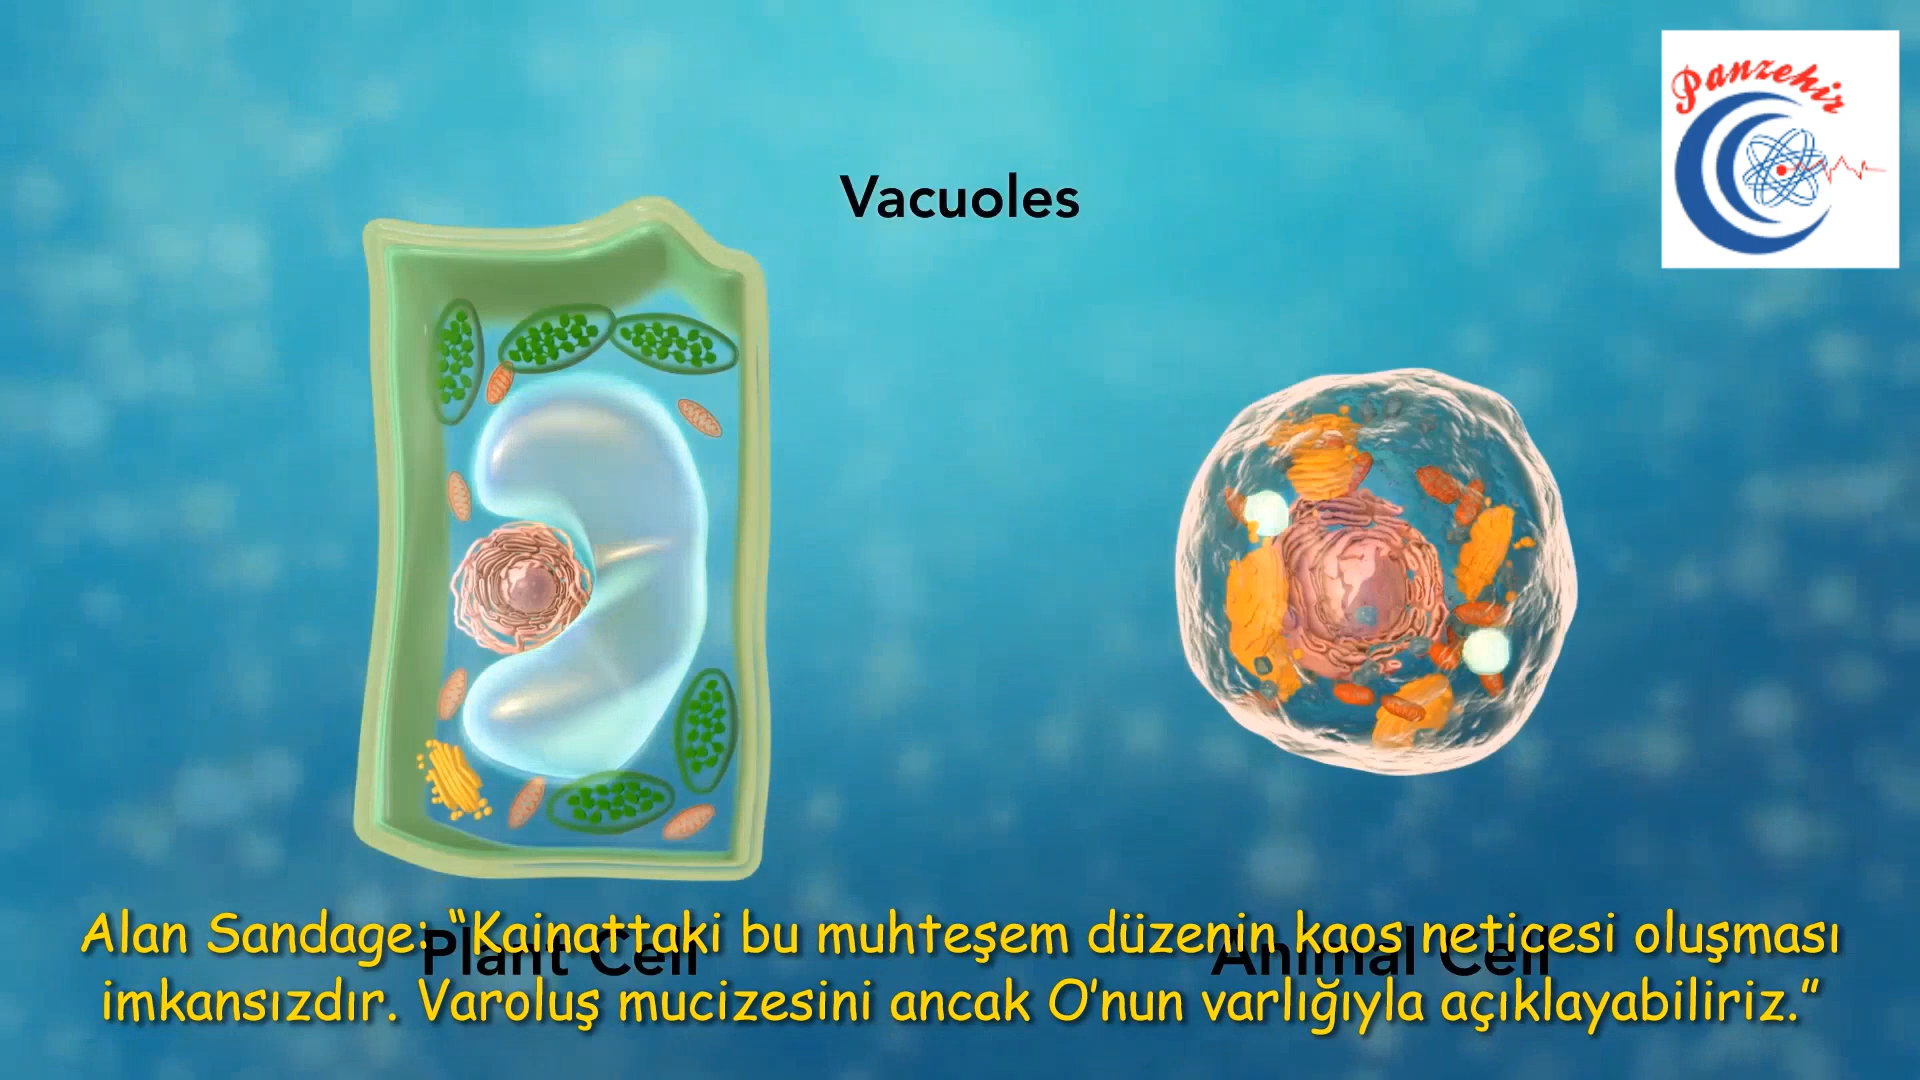 Panzehir
Vacuoles
Plant Cell
Animal Cell
Alan Sandage: “Kainattaki bu muhteşem düzenin kaos neticesi oluşması
imkansızdır. Varoluş mucizesini ancak O’nun varlığıyla açıklayabiliriz.”